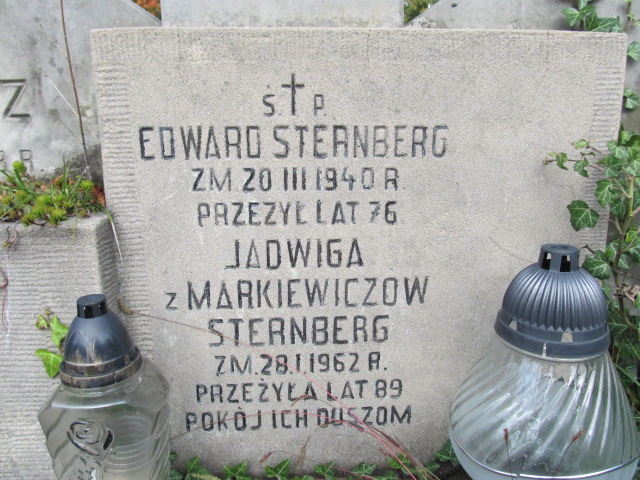 Ś. P.
EDWARD STERNBERG
ZM. 20 III 1940 R.
PRZEŻYŁ LAT 76
JADWIGA
z MARKIEWICZÓW
STERNBERG
ZM. 28.I 1962 R.
PRZEŻYŁA LAT 89
POKÓJ ICH DUSZOM
Z